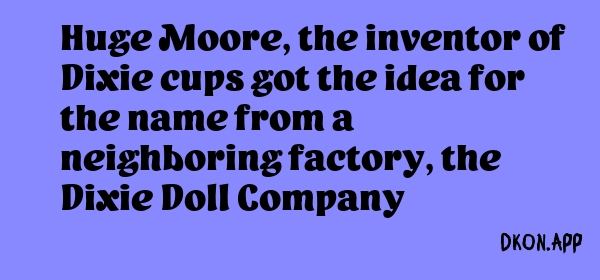 Huge Moore, the inventor of
Dixie cups got the idea for
the name from a
neighboring factory, the
Dixie Doll Company
DKON.APP